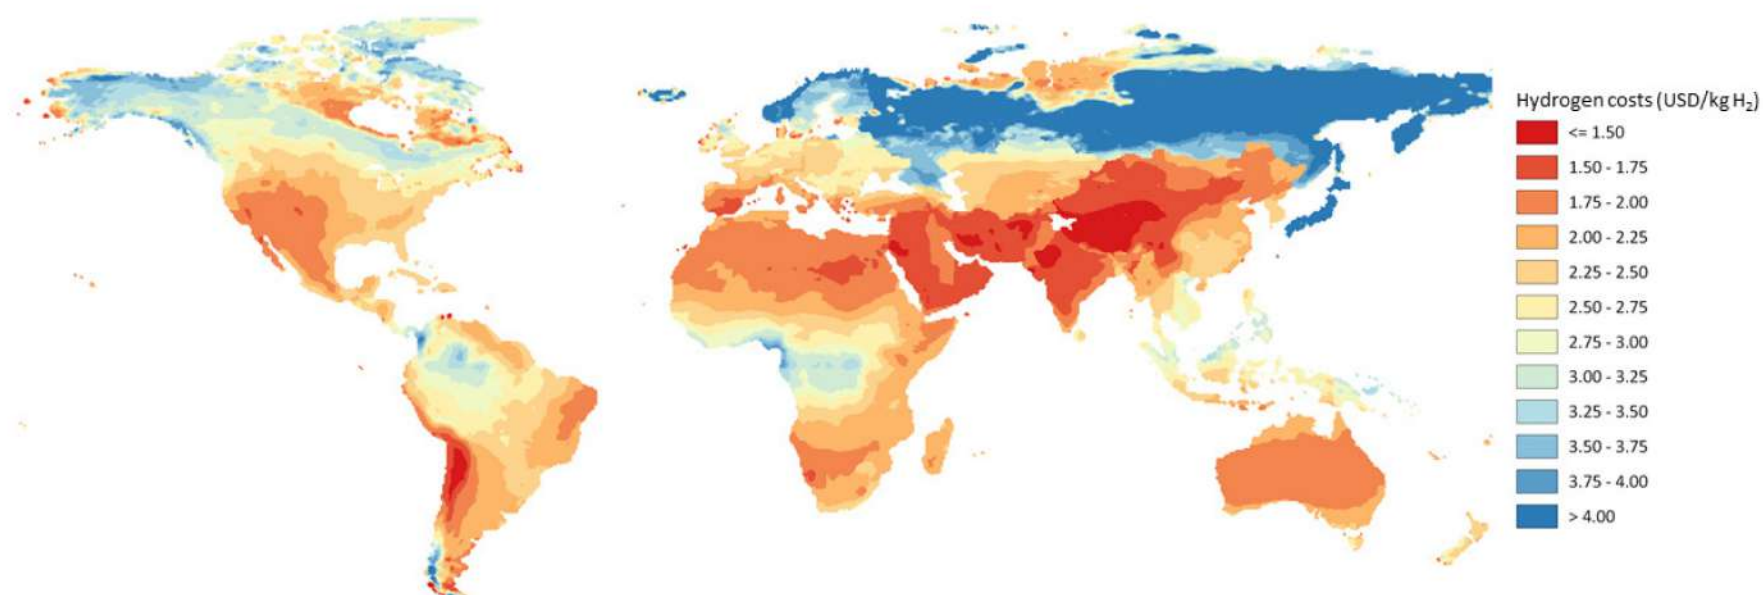 Hydrogen costs (USD/kg H₂)
<= 1.50
1.50 - 1.75
1.75 - 2.00
2.00 - 2.25
2.25 - 2.50
2.50 - 2.75
2.75 - 3.00
3.00 - 3.25
3.25 - 3.50
3.50 - 3.75
3.75 - 4.00
> 4.00